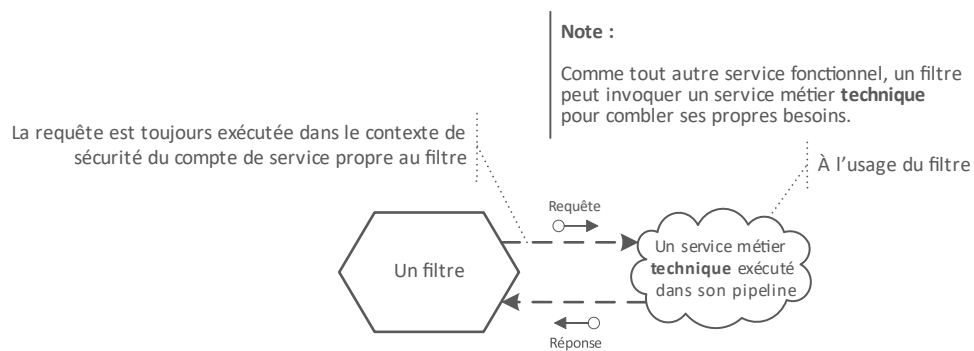 Note :
Comme tout autre service fonctionnel, un filtre
peut invoquer un service métier technique
pour combler ses propres besoins.
La requête est toujours exécutée dans le contexte de
sécurité du compte de service propre au filtre
À l’usage du filtre
Requête
Un filtre
Un service métier
technique exécuté
dans son pipeline
Réponse